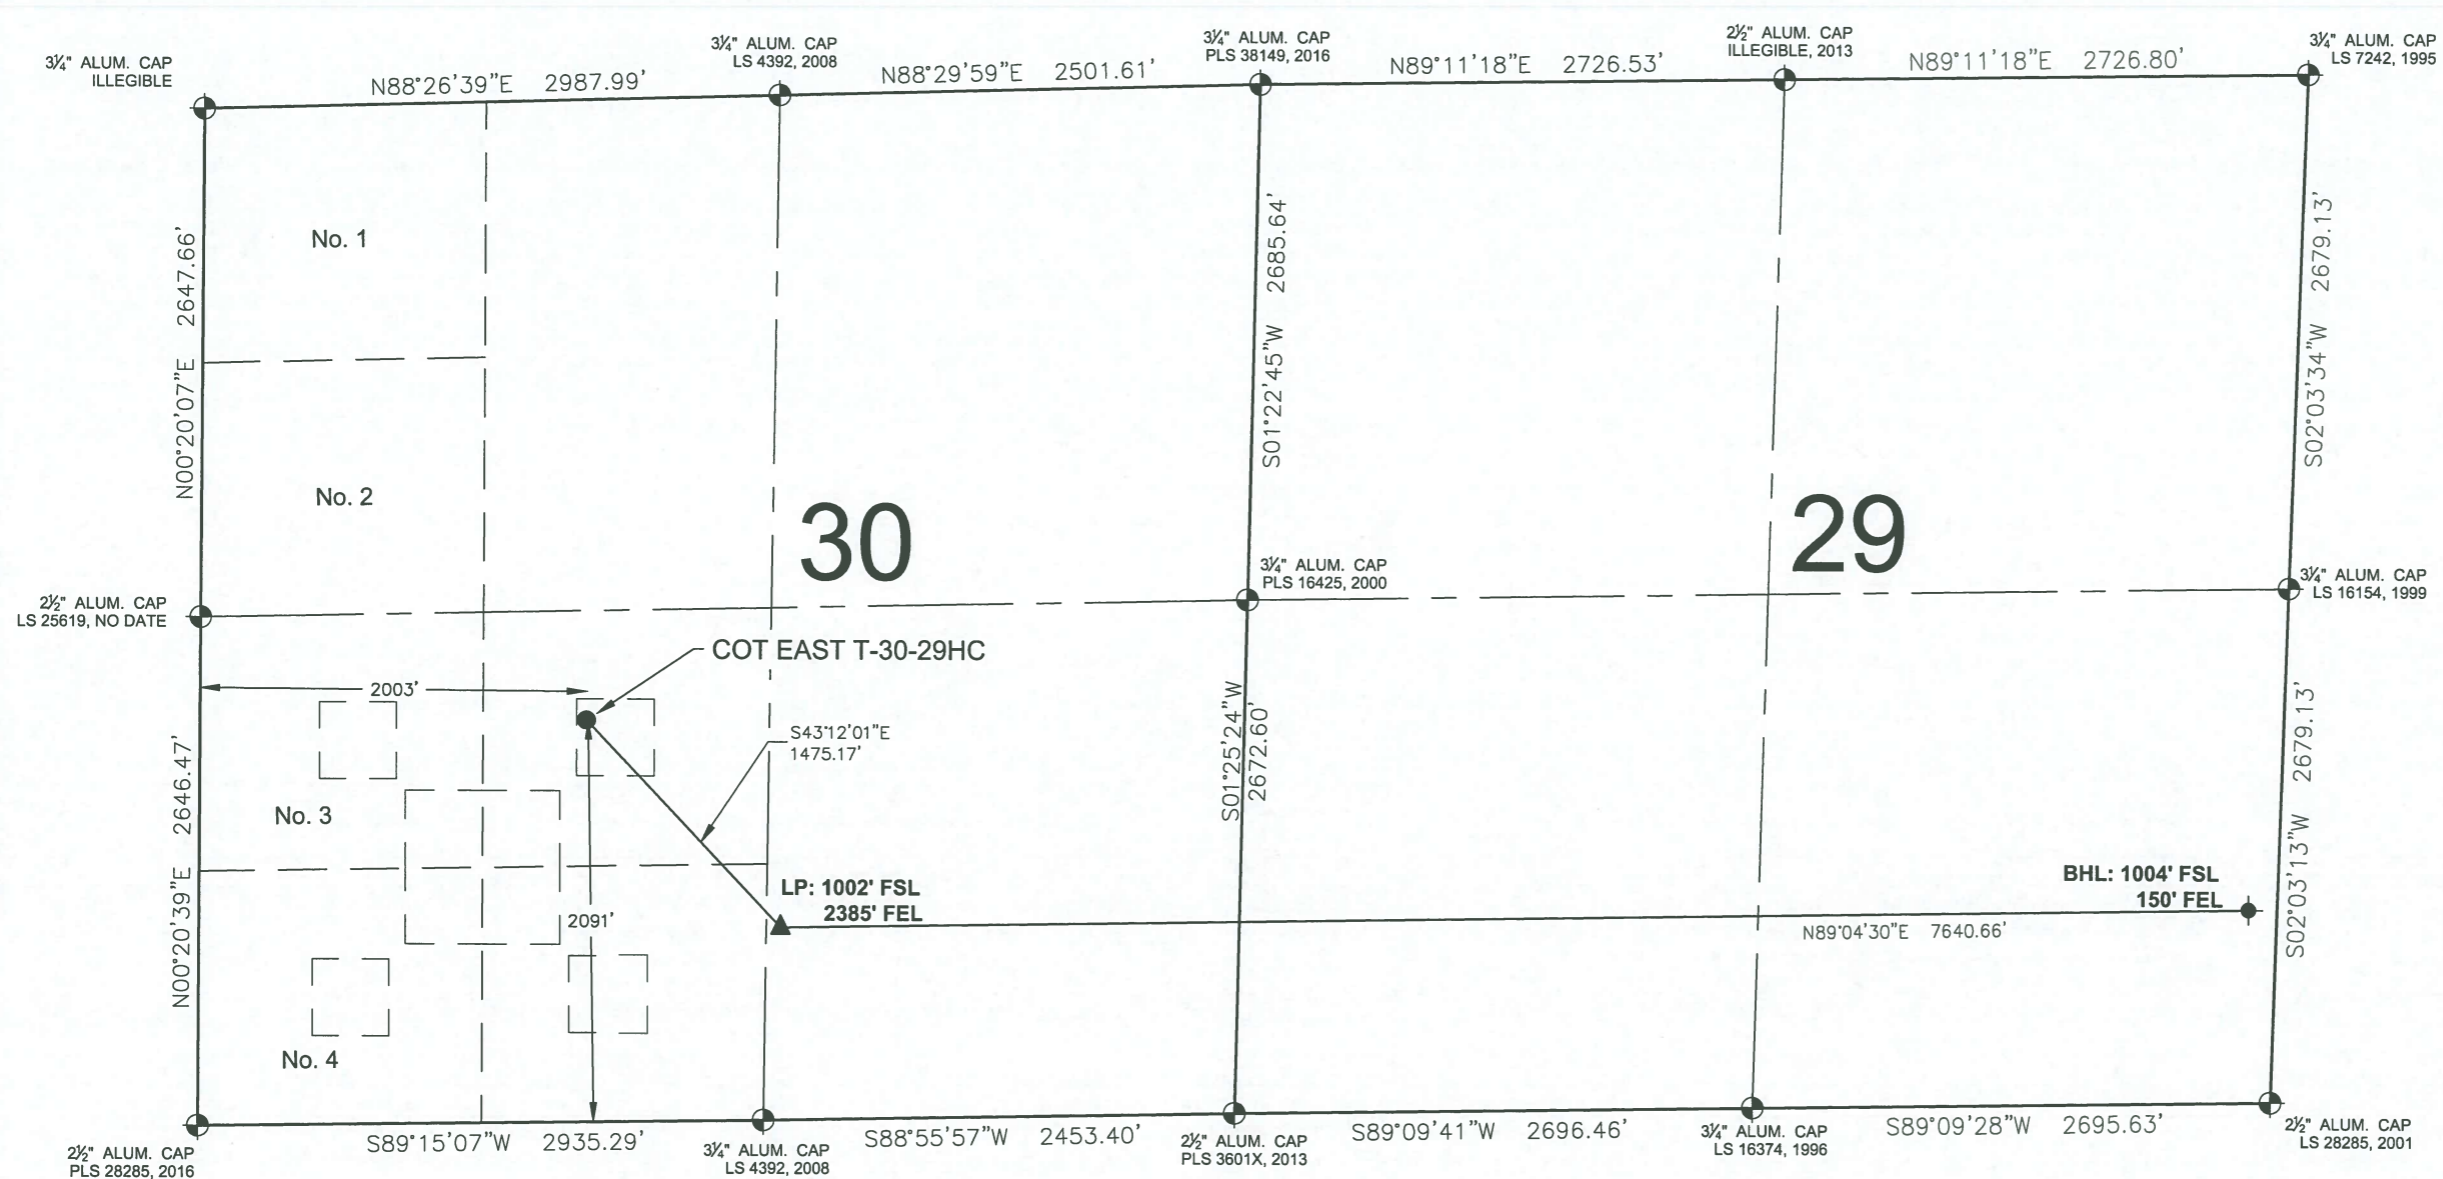 3¼" ALUM. CAP
ILLEGIBLE
N88°26'39"E 2987.99'
3¼" ALUM. CAP
LS 4392, 2008
N88°29'59"E 2501.61'
3¼" ALUM. CAP
PLS 38149, 2016
N89°11'18"E 2726.53'
2½" ALUM. CAP
ILLEGIBLE, 2013
N89°11'18"E 2726.80'
3¼" ALUM. CAP
LS 7242, 1995
N00°20'07"E 2647.66'
No. 1
No. 2
30
S01°22'45"W 2685.64'
29
S02°03'34"W 2679.13'
2½" ALUM. CAP
LS 25619, NO DATE
3¼" ALUM. CAP
PLS 16425, 2000
3¼" ALUM. CAP
LS 16154, 1999
COT EAST T-30-29HC
2003'
S43°12'01"E
1475.17'
N00°20'39"E 2646.47'
No. 3
2091'
No. 4
LP: 1002' FSL
2385' FEL
S01°25'24"W
2672.60'
BHL: 1004' FSL
150' FEL
N89°04'30"E 7640.66'
S02°03'13"W 2679.13'
2½" ALUM. CAP
PLS 28285, 2016
S89°15'07"W 2935.29'
3¼" ALUM. CAP
LS 4392, 2008
S88°55'57"W 2453.40'
2½" ALUM. CAP
PLS 3601X, 2013
S89°09'41"W 2696.46'
3¼" ALUM. CAP
LS 16374, 1996
S89°09'28"W 2695.63'
2½" ALUM. CAP
LS 28285, 2001